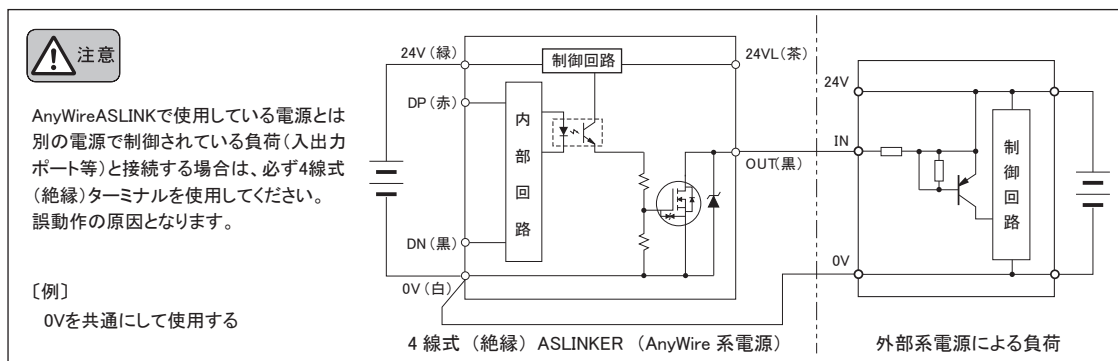 注意
AnyWireASLINKで使用している電源とは
別の電源で制御されている負荷(入出力
ポート等)と接続する場合は、必ず4線式
(絶縁)ターミナルを使用してください。
誤動作の原因となります。
〔例〕
0Vを共通にして使用する
24V(緑)
DP(赤)
DN(黒)
0V(白)
内部回路
制御回路
24VL(茶)
OUT(黒)
4線式(絶縁)ASLINKER(AnyWire系電源)
24V
IN
0V
制御回路
外部系電源による負荷